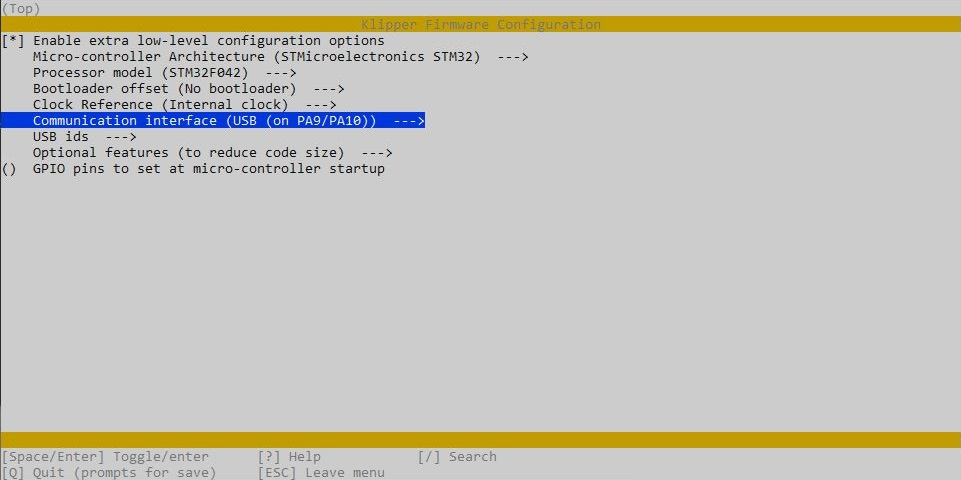 (Top)
Klipper Firmware Configuration
[*] Enable extra low-level configuration options
Micro-controller Architecture (STMicroelectronics STM32)  --->
Processor model (STM32F042)  --->
Bootloader offset (No bootloader)  --->
Clock Reference (Internal clock)  --->
Communication interface (USB (on PA9/PA10))  --->
USB ids  --->
Optional features (to reduce code size)  --->
()  GPIO pins to set at micro-controller startup
[Space/Enter] Toggle/enter      [?] Help            [/] Search
[Q] Quit (prompts for save)     [ESC] Leave menu